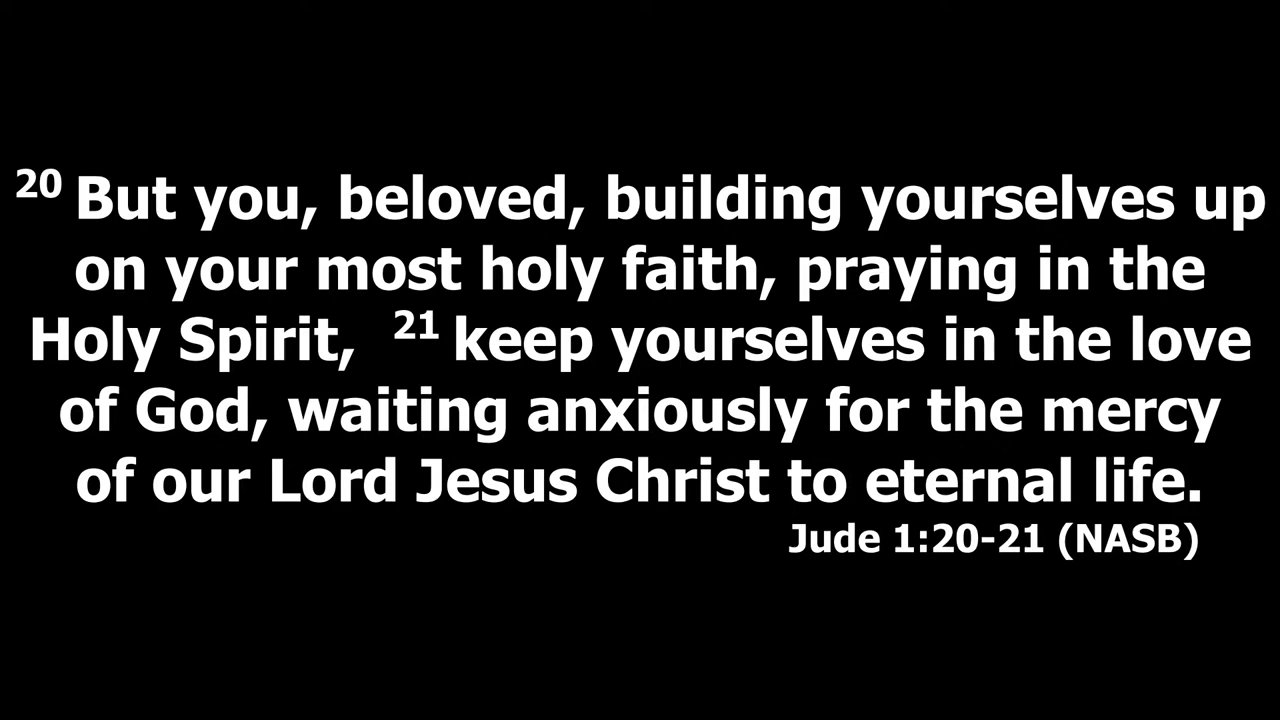 20 But you, beloved, building yourselves up
on your most holy faith, praying in the
Holy Spirit, 21 keep yourselves in the love
of God, waiting anxiously for the mercy
of our Lord Jesus Christ to eternal life.
Jude 1:20-21 (NASB)